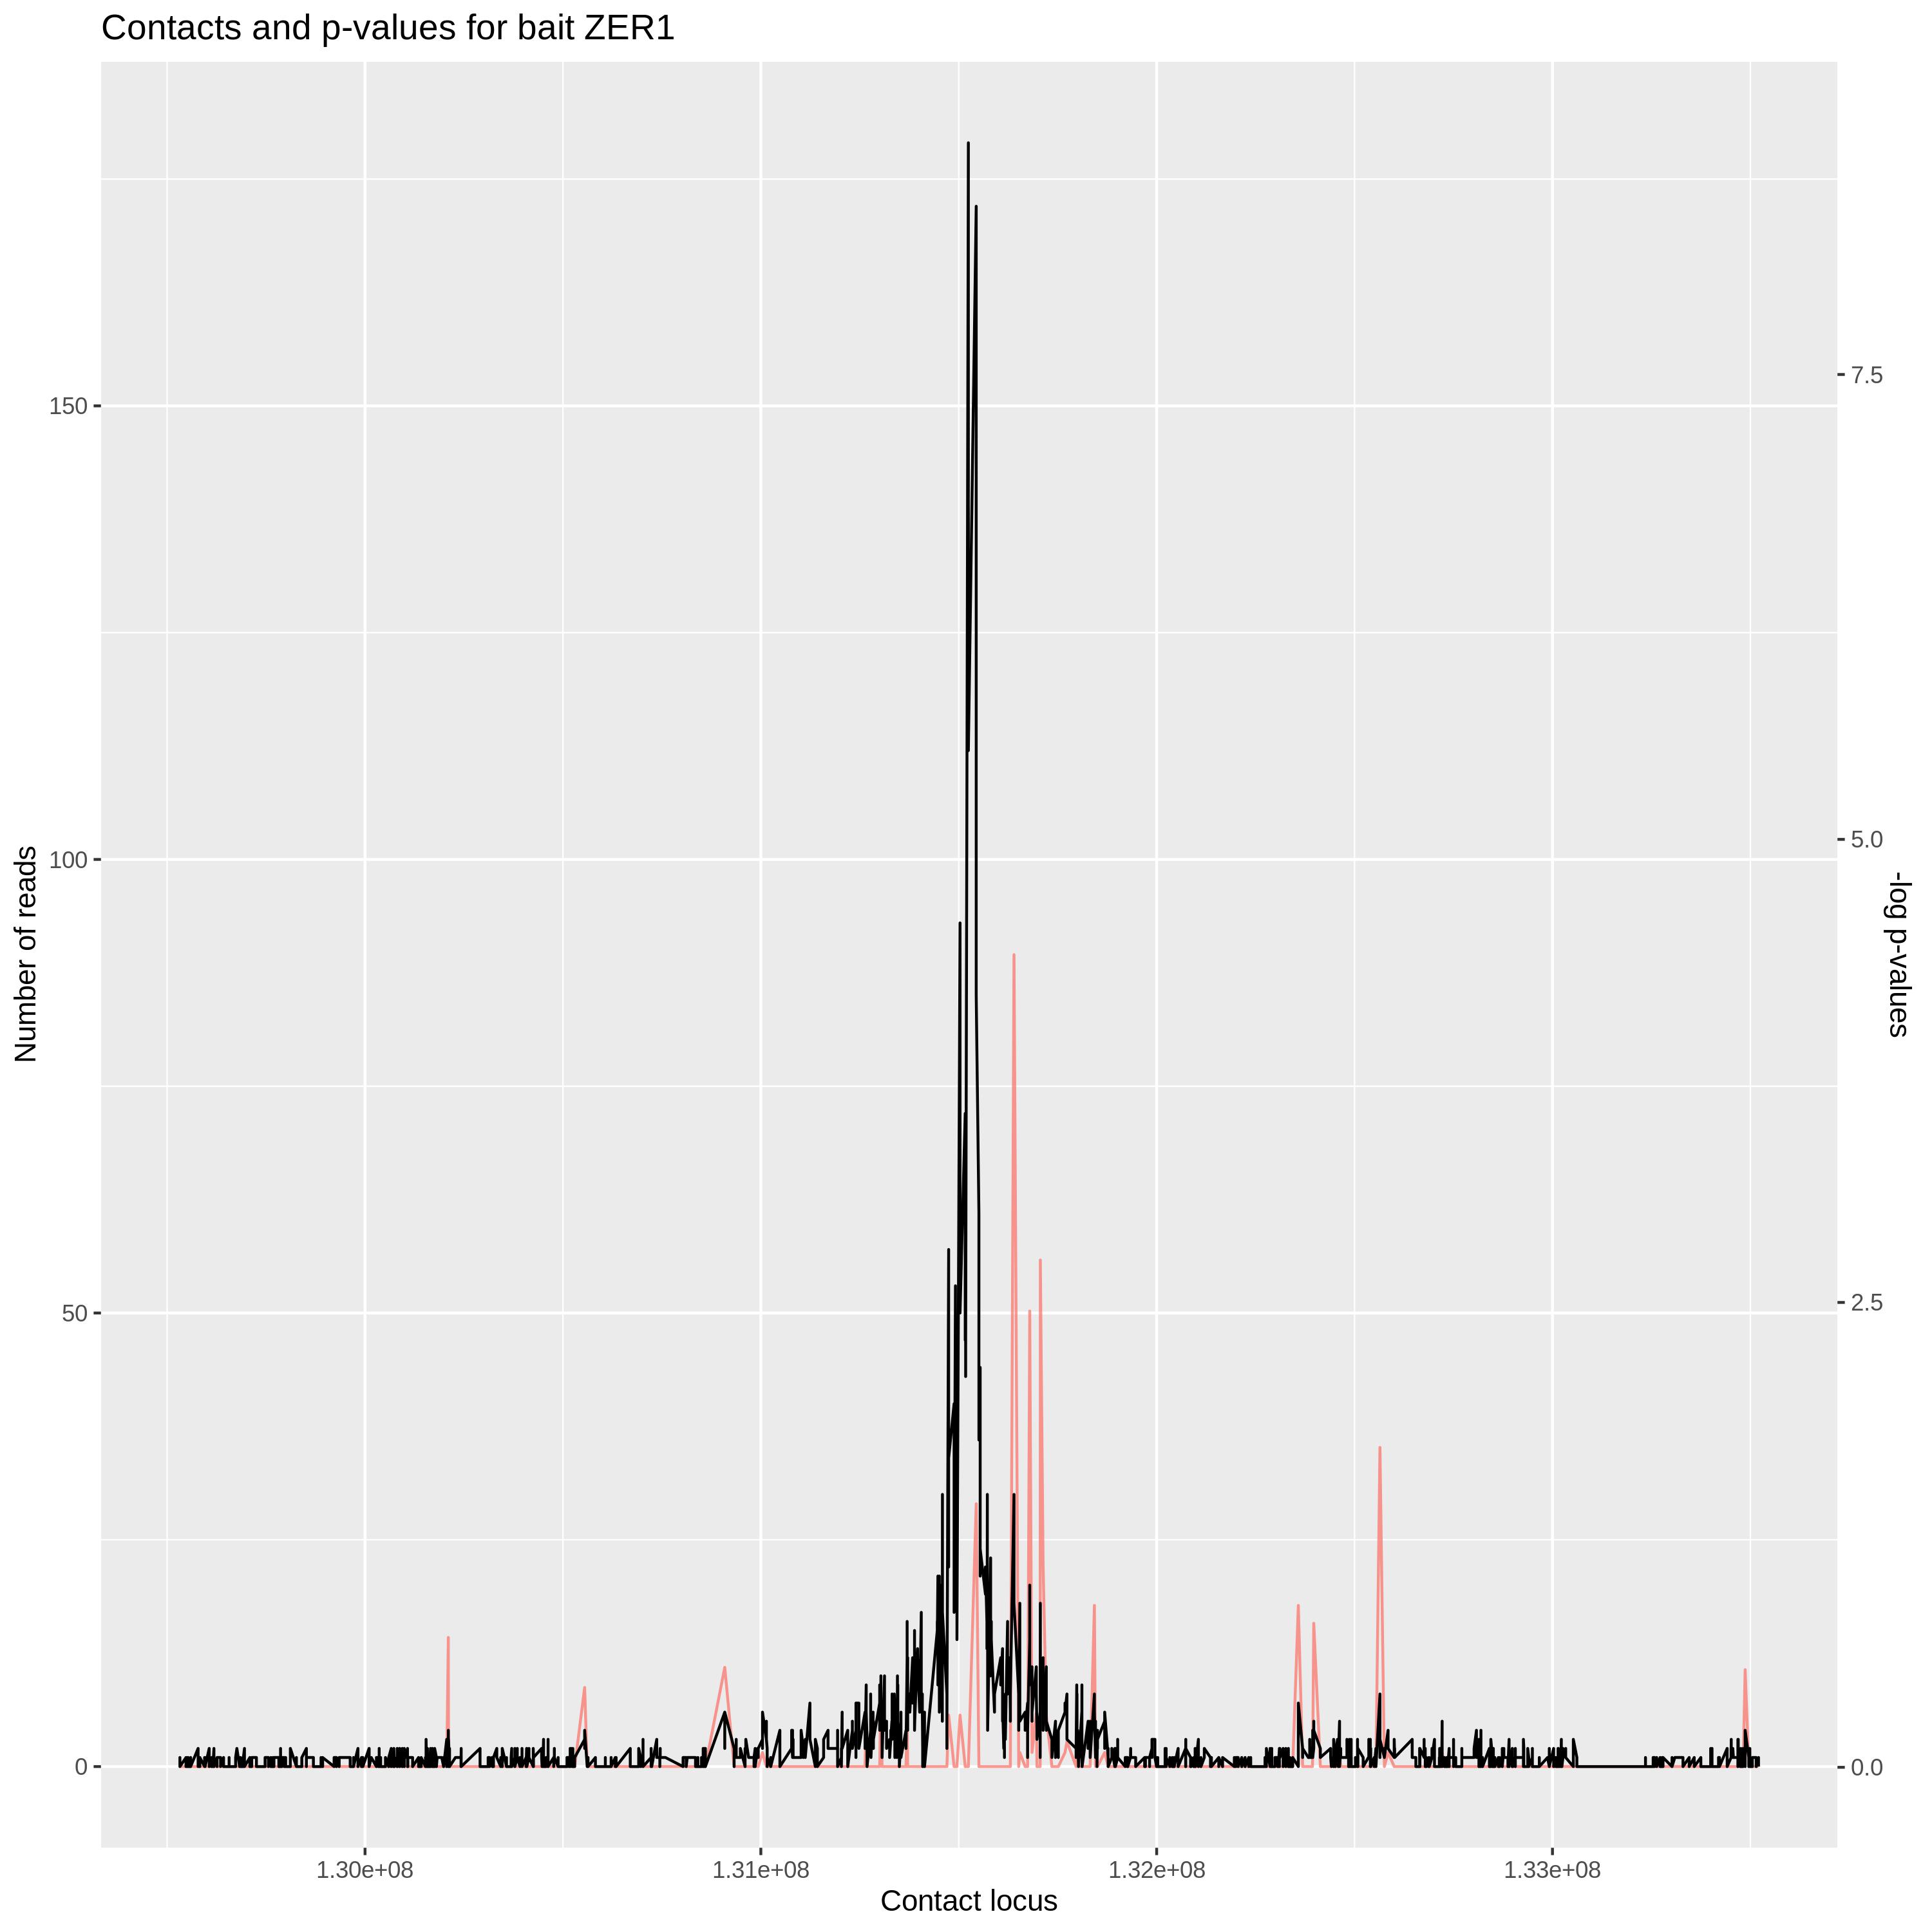 Contacts and p-values for bait ZER1
Number of reads
150
100
50
0
7.5
5.0
2.5
0.0
-log p-values
1.30e+08
1.31e+08
1.32e+08
1.33e+08
Contact locus